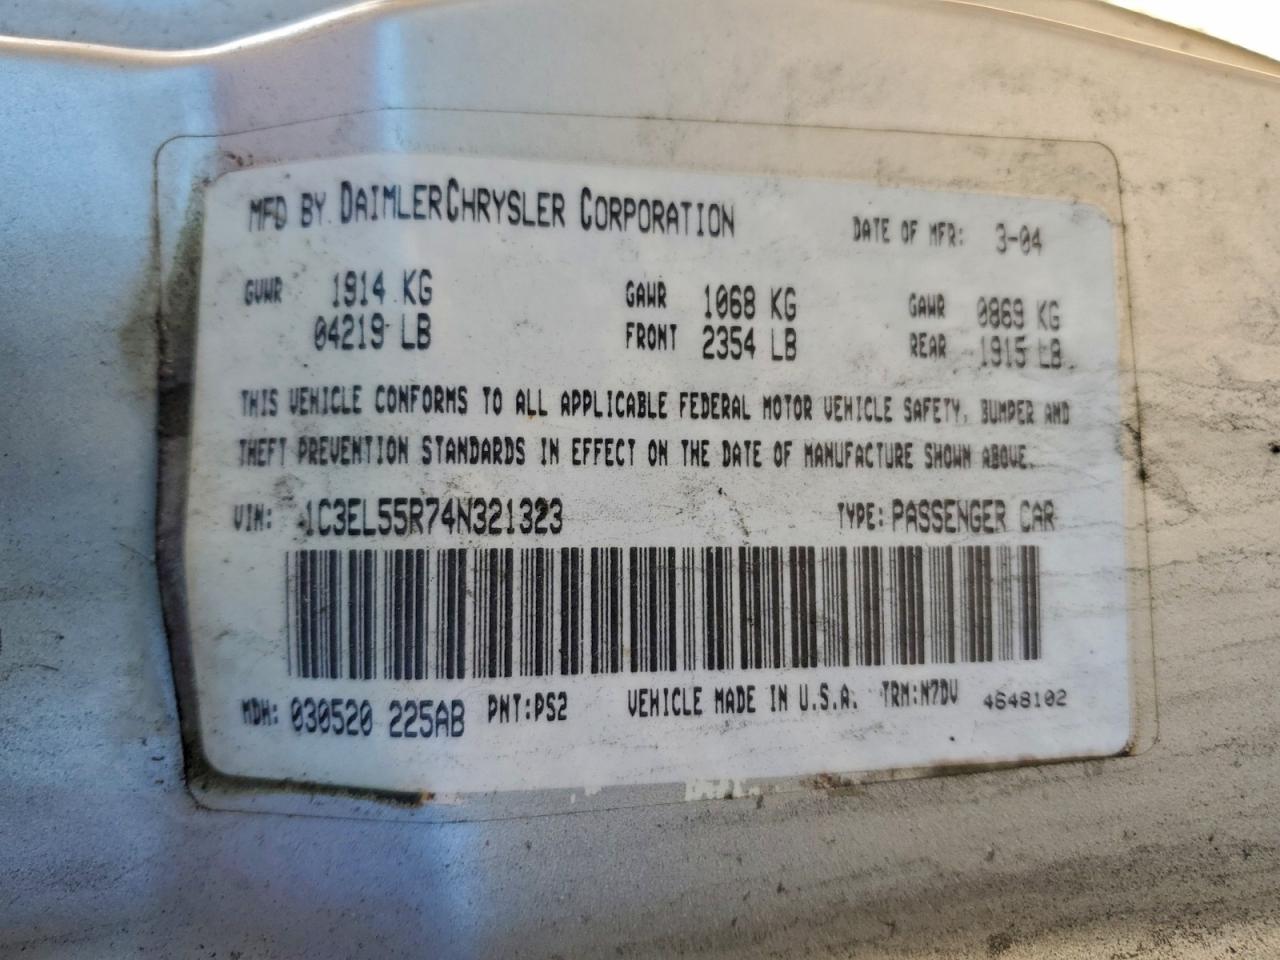 MFD BY DAIMLERCHRYSLER CORPORATION DATE OF MFR: 3-04
GVWR 1914 KG GAWR 1068 KG GAWR 0869 KG
04219 LB FRONT 2354 LB REAR 1915 LB
THIS VEHICLE CONFORMS TO ALL APPLICABLE FEDERAL MOTOR VEHICLE SAFETY, BUMPER AND
THEFT PREVENTION STANDARDS IN EFFECT ON THE DATE OF MANUFACTURE SHOWN ABOVE.
VIN: 1C3EL55R74N321323 TYPE: PASSENGER CAR
MDH: 030520 225AB PNT:PS2 VEHICLE MADE IN U.S.A. TRM:N7DV 4648102